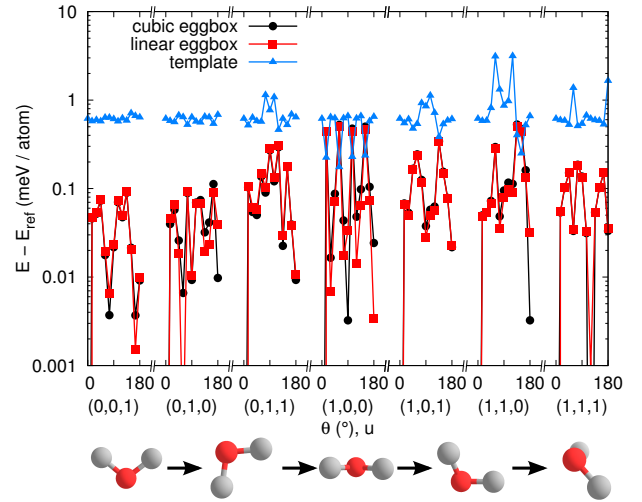 cubic eggbox
linear eggbox
template
10
1
0.1
0.01
0.001
E − E_ref (meV / atom)
0 180 0 180 0 180 0 180 0 180 0 180 0 180
(0,0,1) (0,1,0) (0,1,1) (1,0,0) (1,0,1) (1,1,0) (1,1,1)
θ (°), u